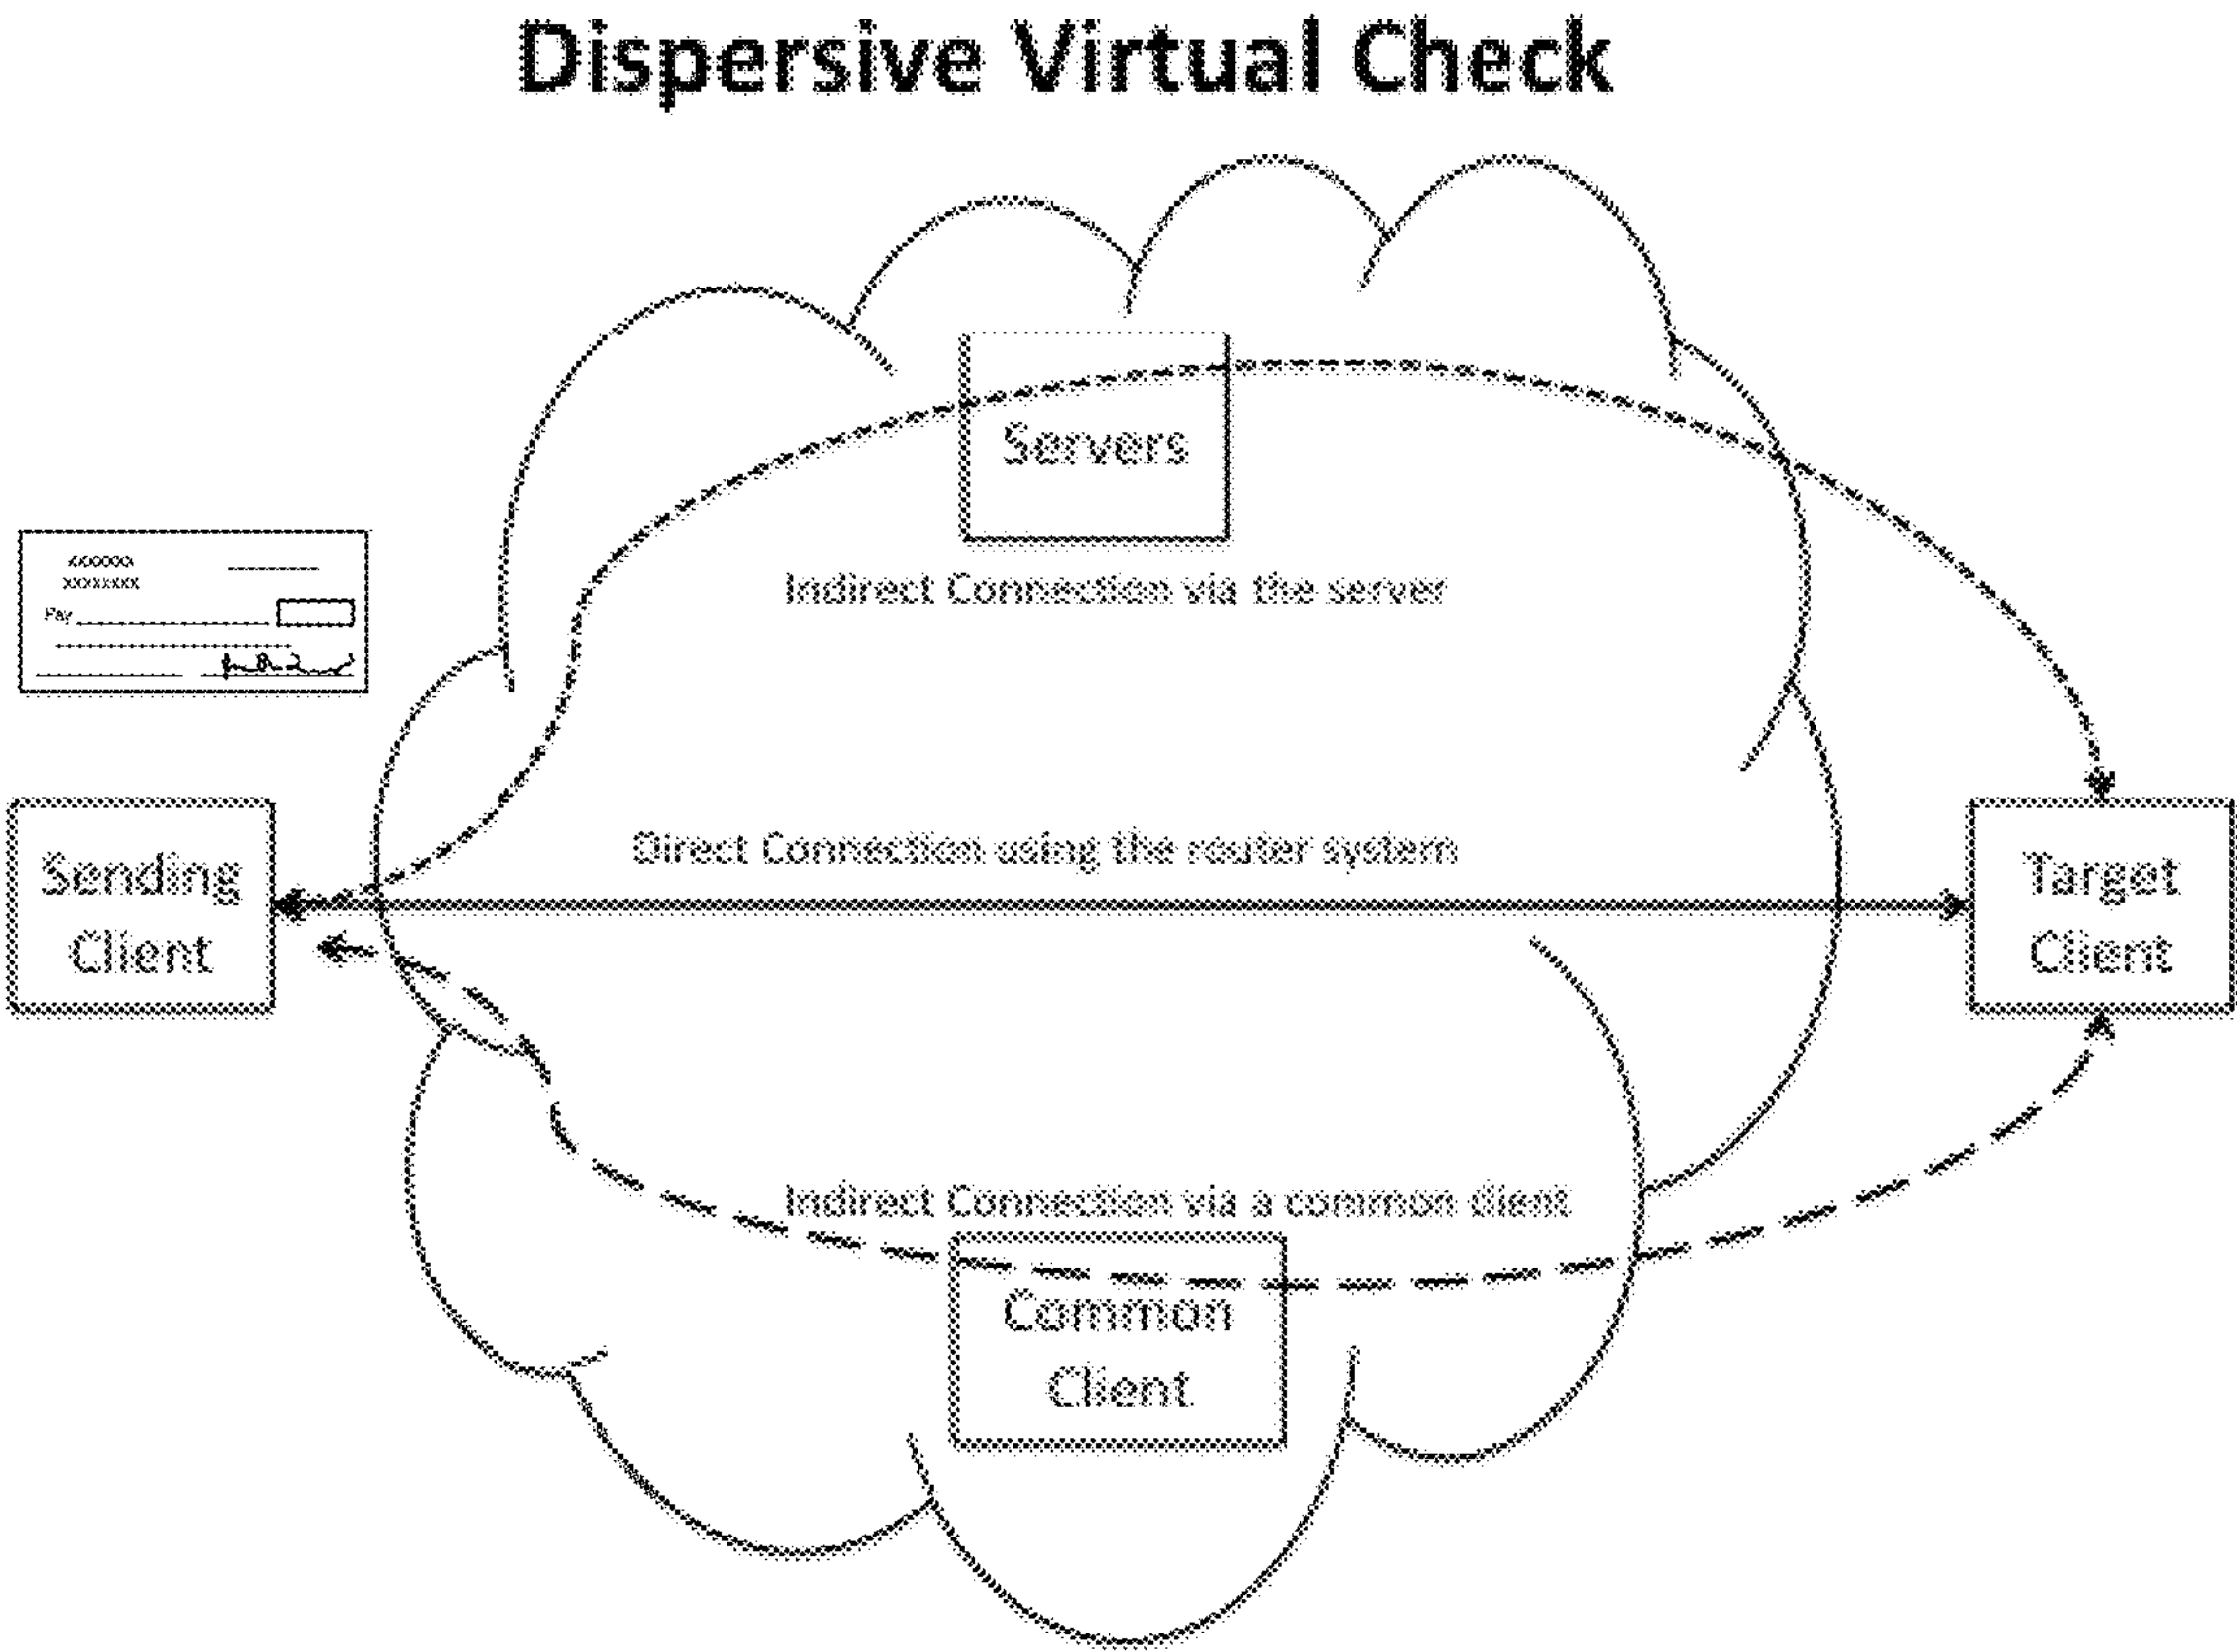 Dispersive Virtual Check
Servers
Indirect Connection via the server
Pay
Direct Connection using the router system
Sending
Client
Target
Client
Indirect Connection via a common client
Common
Client